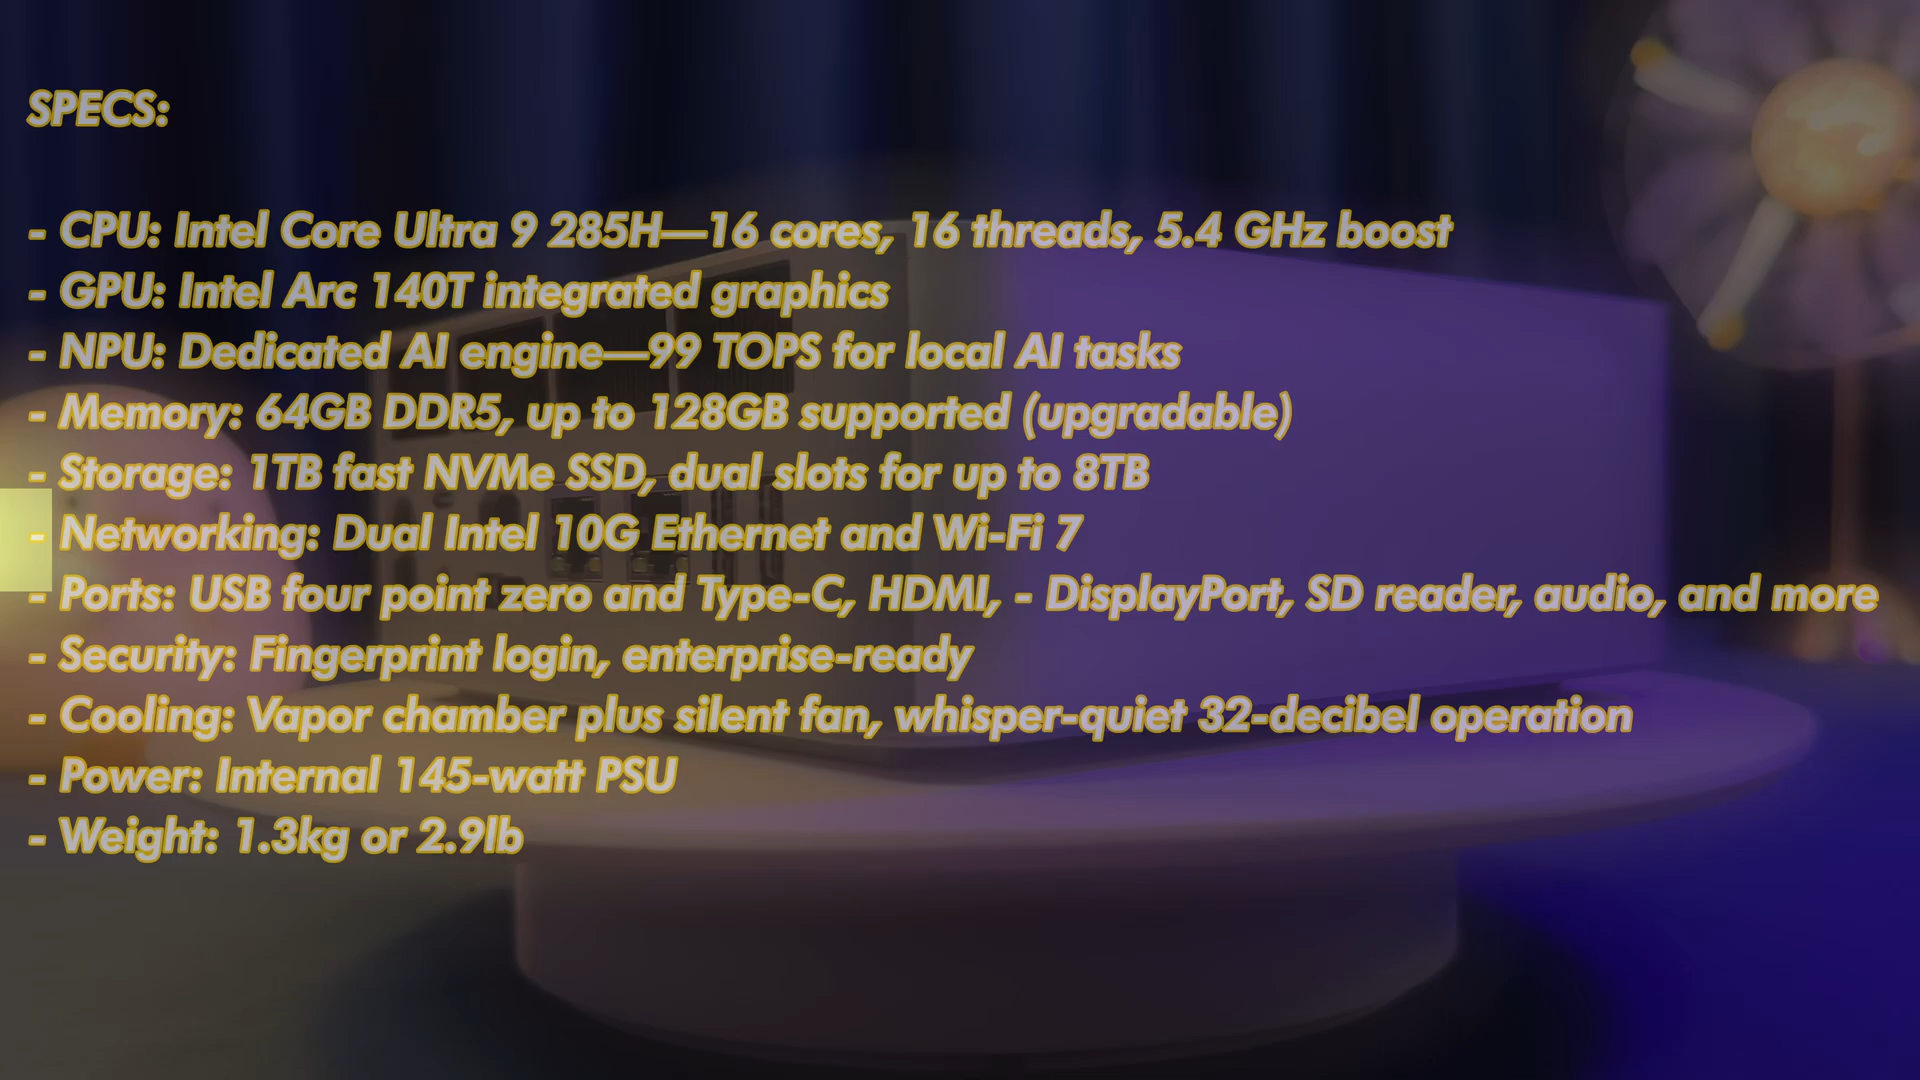 SPECS:
- CPU: Intel Core Ultra 9 285H—16 cores, 16 threads, 5.4 GHz boost
- GPU: Intel Arc 140T integrated graphics
- NPU: Dedicated AI engine—99 TOPS for local AI tasks
- Memory: 64GB DDR5, up to 128GB supported (upgradable)
- Storage: 1TB fast NVMe SSD, dual slots for up to 8TB
- Networking: Dual Intel 10G Ethernet and Wi-Fi 7
- Ports: USB four point zero and Type-C, HDMI, - DisplayPort, SD reader, audio, and more
- Security: Fingerprint login, enterprise-ready
- Cooling: Vapor chamber plus silent fan, whisper-quiet 32-decibel operation
- Power: Internal 145-watt PSU
- Weight: 1.3kg or 2.9lb